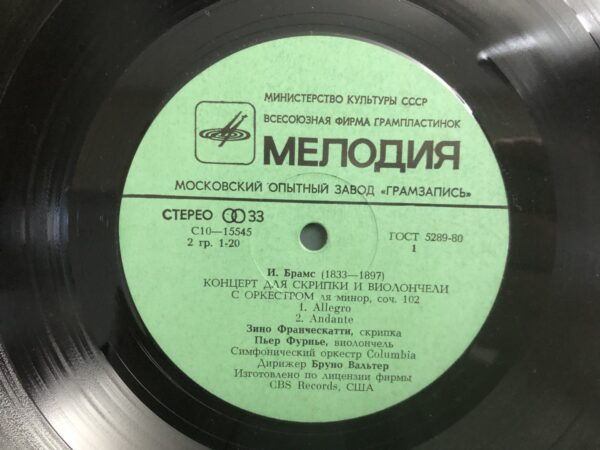 МИНИСТЕРСТВО КУЛЬТУРЫ СССР
ВСЕСОЮЗНАЯ ФИРМА ГРАМПЛАСТИНОК
МЕЛОДИЯ
МОСКОВСКИЙ ОПЫТНЫЙ ЗАВОД «ГРАМЗАПИСЬ»
СТЕРЕО 33
С10—15545
2 гр. 1-20
ГОСТ 5289-80
1
И. Брамс (1833—1897)
КОНЦЕРТ ДЛЯ СКРИПКИ И ВИОЛОНЧЕЛИ
С ОРКЕСТРОМ ля минор, соч. 102
1. Allegro
2. Andante
Зино Франческатти, скрипка
Пьер Фурнье, виолончель
Симфонический оркестр Columbia
Дирижер Бруно Вальтер
Изготовлено по лицензии фирмы
CBS Records, США